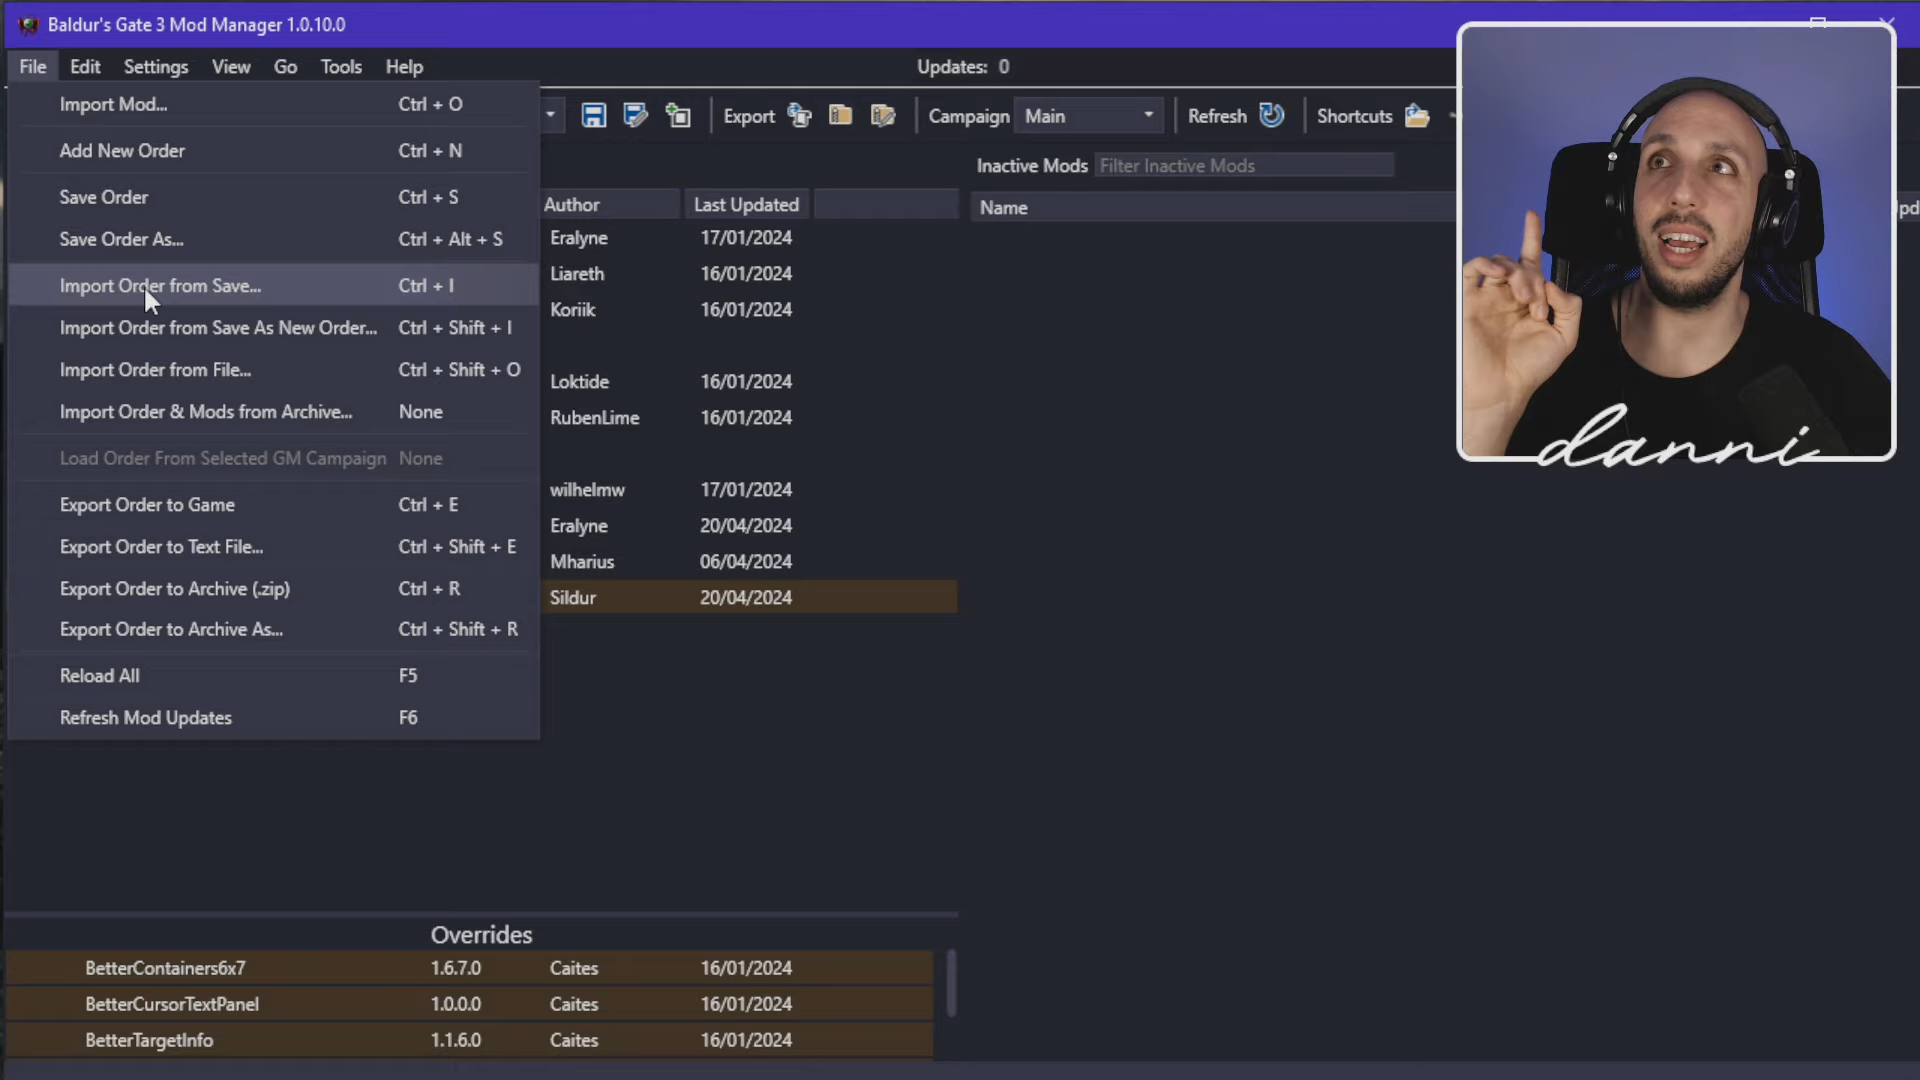 Baldur's Gate 3 Mod Manager 1.0.10.0
File Edit Settings View Go Tools Help Updates: 0
Import Mod... Ctrl + O
Add New Order Ctrl + N
Save Order Ctrl + S
Save Order As... Ctrl + Alt + S
Import Order from Save... Ctrl + I
Import Order from Save As New Order... Ctrl + Shift + I
Import Order from File... Ctrl + Shift + O
Import Order & Mods from Archive... None
Load Order From Selected GM Campaign None
Export Order to Game Ctrl + E
Export Order to Text File... Ctrl + Shift + E
Export Order to Archive (.zip) Ctrl + R
Export Order to Archive As... Ctrl + Shift + R
Reload All F5
Refresh Mod Updates F6
Export Campaign Main Refresh Shortcuts
Inactive Mods Filter Inactive Mods
Author Last Updated
Name
Eralyne 17/01/2024
Liareth 16/01/2024
Koriik 16/01/2024
Loktide 16/01/2024
RubenLime 16/01/2024
wilhelmw 17/01/2024
Eralyne 20/04/2024
Mharius 06/04/2024
Sildur 20/04/2024
danni
Overrides
BetterContainers6x7 1.6.7.0 Caites 16/01/2024
BetterCursorTextPanel 1.0.0.0 Caites 16/01/2024
BetterTargetInfo 1.1.6.0 Caites 16/01/2024